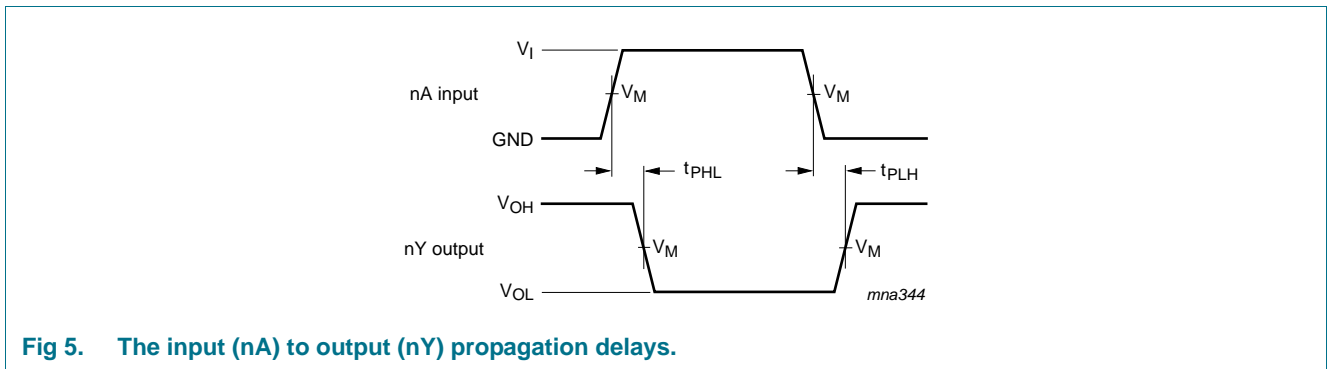 V_I
nA input
V_M
V_M
GND
t_PHL
t_PLH
V_OH
nY output
V_M
V_M
V_OL
mna344
Fig 5. The input (nA) to output (nY) propagation delays.